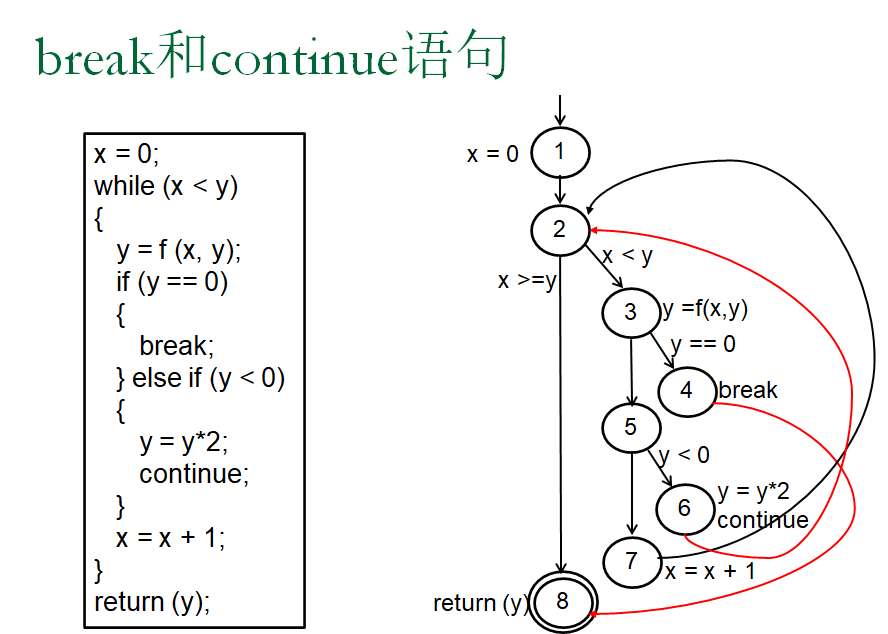 break和continue语句
x = 0;
while (x < y)
{
y = f (x, y);
if (y == 0)
{
break;
} else if (y < 0)
{
y = y*2;
continue;
}
x = x + 1;
}
return (y);
x = 0
1
2
x < y
x >=y
3
y =f(x,y)
y == 0
4
break
5
y < 0
6
y = y*2
continue
7
x = x + 1
return (y)
8